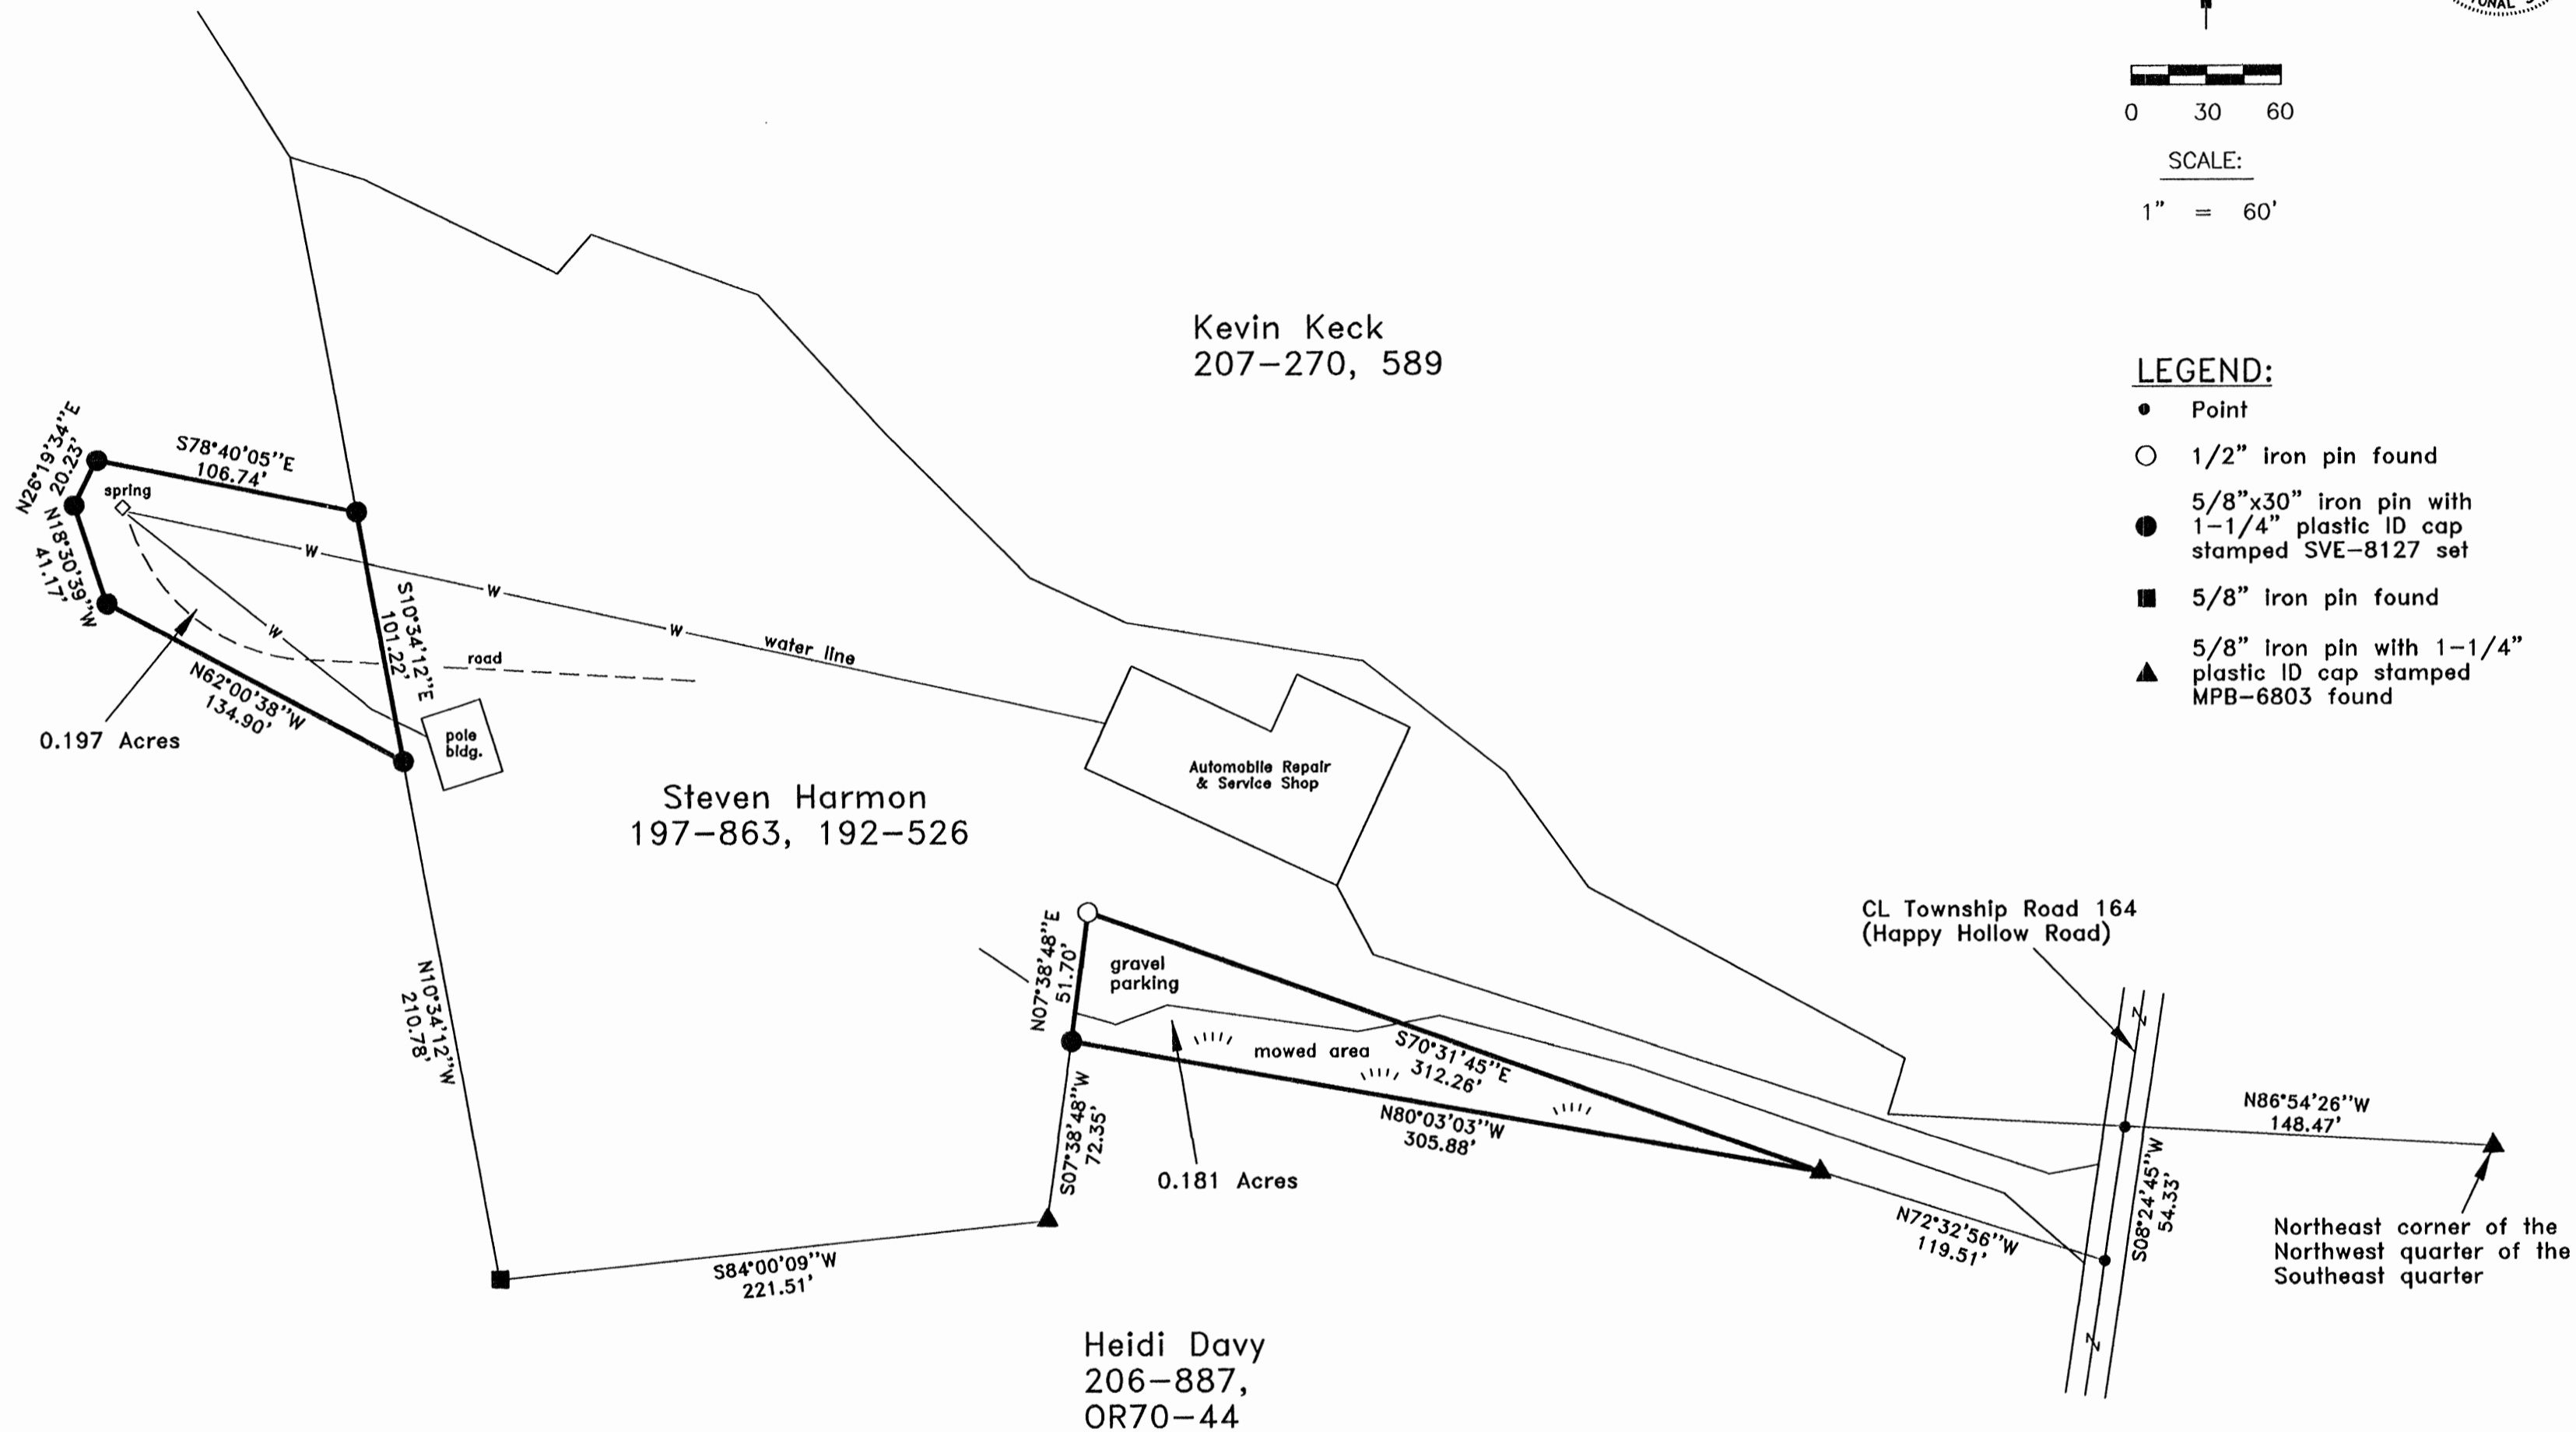 0 30 60
SCALE:
1" = 60'
Kevin Keck
207-270, 589
LEGEND:
Point
1/2" iron pin found
5/8"x30" iron pin with
1-1/4" plastic ID cap
stamped SVE-8127 set
5/8" iron pin found
5/8" iron pin with 1-1/4"
plastic ID cap stamped
MPB-6803 found
N26°19'34"E
20.23'
S78°40'05"E
106.74'
spring
N18°30'39"W
41.17'
W
W
W
W
water line
S10°34'12"E
101.22'
road
N62°00'38"W
134.90'
0.197 Acres
pole
bldg.
Automobile Repair
& Service Shop
Steven Harmon
197-863, 192-526
CL Township Road 164
(Happy Hollow Road)
N07°38'48"E
51.70'
gravel
parking
mowed area
S70°31'45"E
312.26'
N10°34'12"W
210.78'
S07°38'48"W
72.35'
N80°03'03"W
305.88'
0.181 Acres
N86°54'26"W
148.47'
S08°24'45"W
54.33'
N72°32'56"W
119.51'
Northeast corner of the
Northwest quarter of the
Southeast quarter
S84°00'09"W
221.51'
Heidi Davy
206-887,
OR70-44